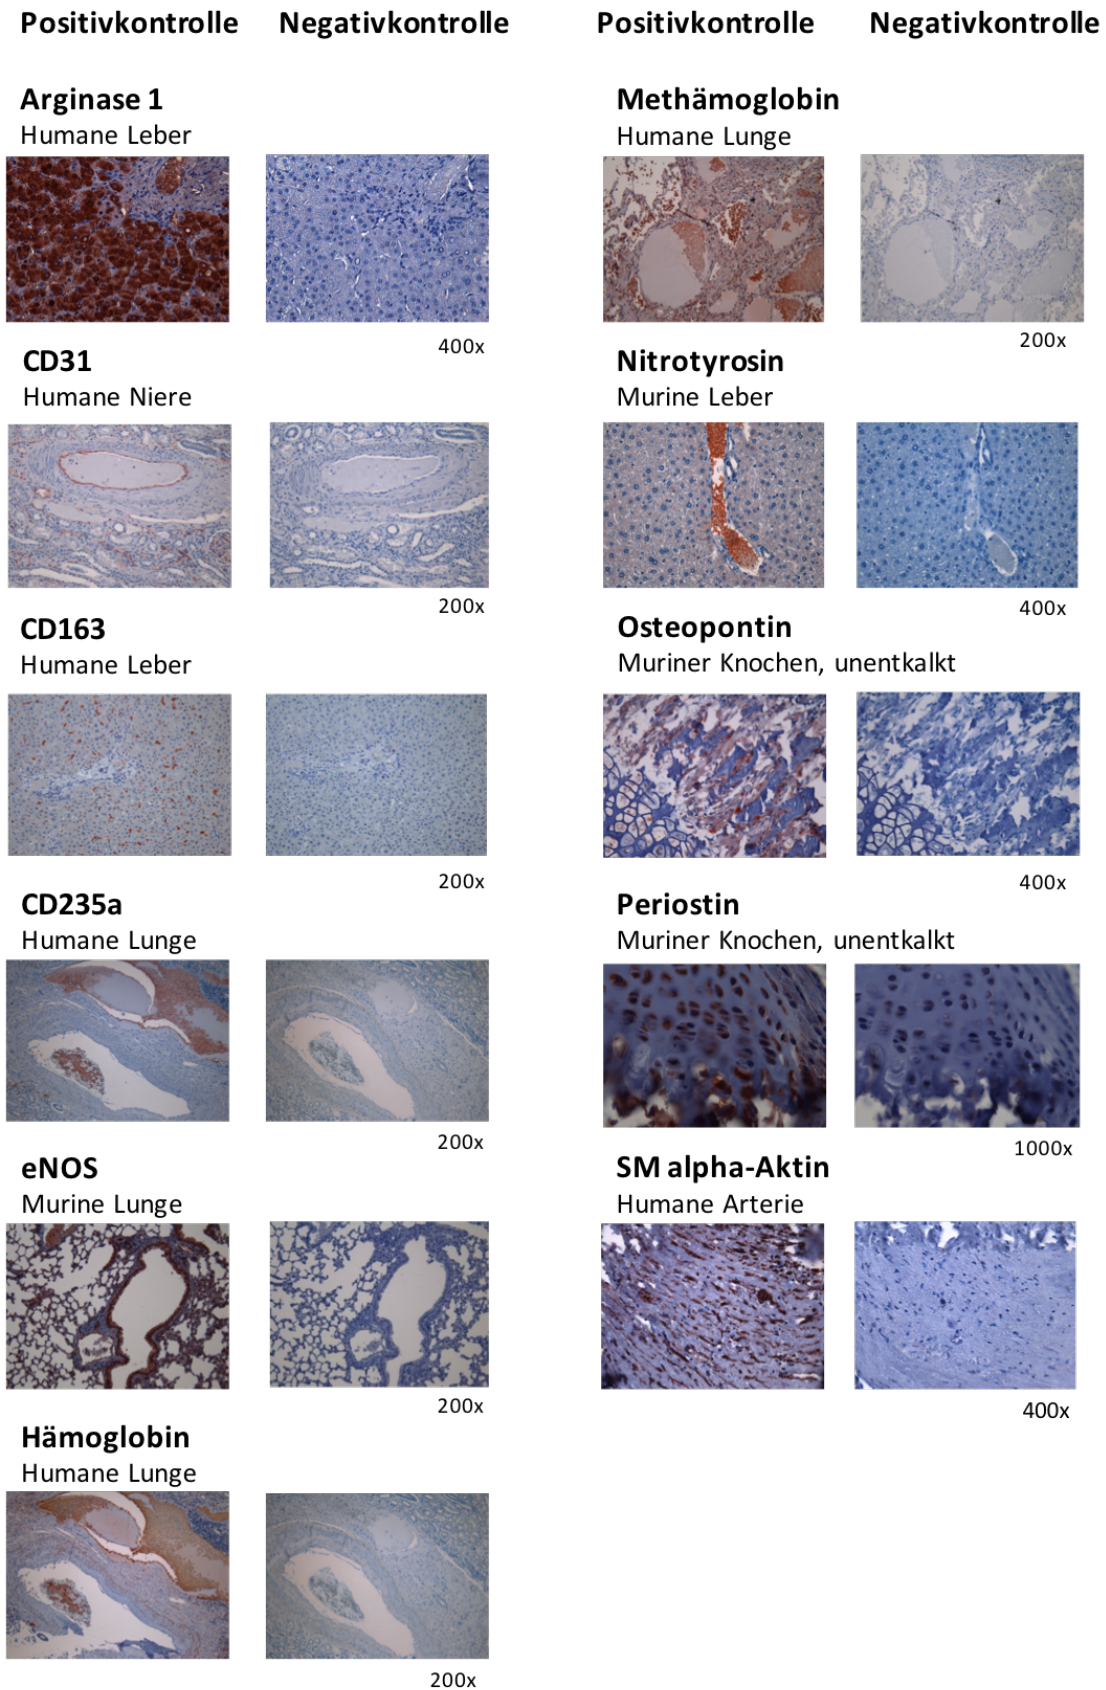 Positivkontrolle Negativkontrolle
Arginase 1
Humane Leber
400x
CD31
Humane Niere
200x
CD163
Humane Leber
200x
CD235a
Humane Lunge
200x
eNOS
Murine Lunge
200x
Hämoglobin
Humane Lunge
200x
Positivkontrolle Negativkontrolle
Methämoglobin
Humane Lunge
200x
Nitrotyrosin
Murine Leber
400x
Osteopontin
Muriner Knochen, unentkalkt
400x
Periostin
Muriner Knochen, unentkalkt
1000x
SM alpha-Aktin
Humane Arterie
400x